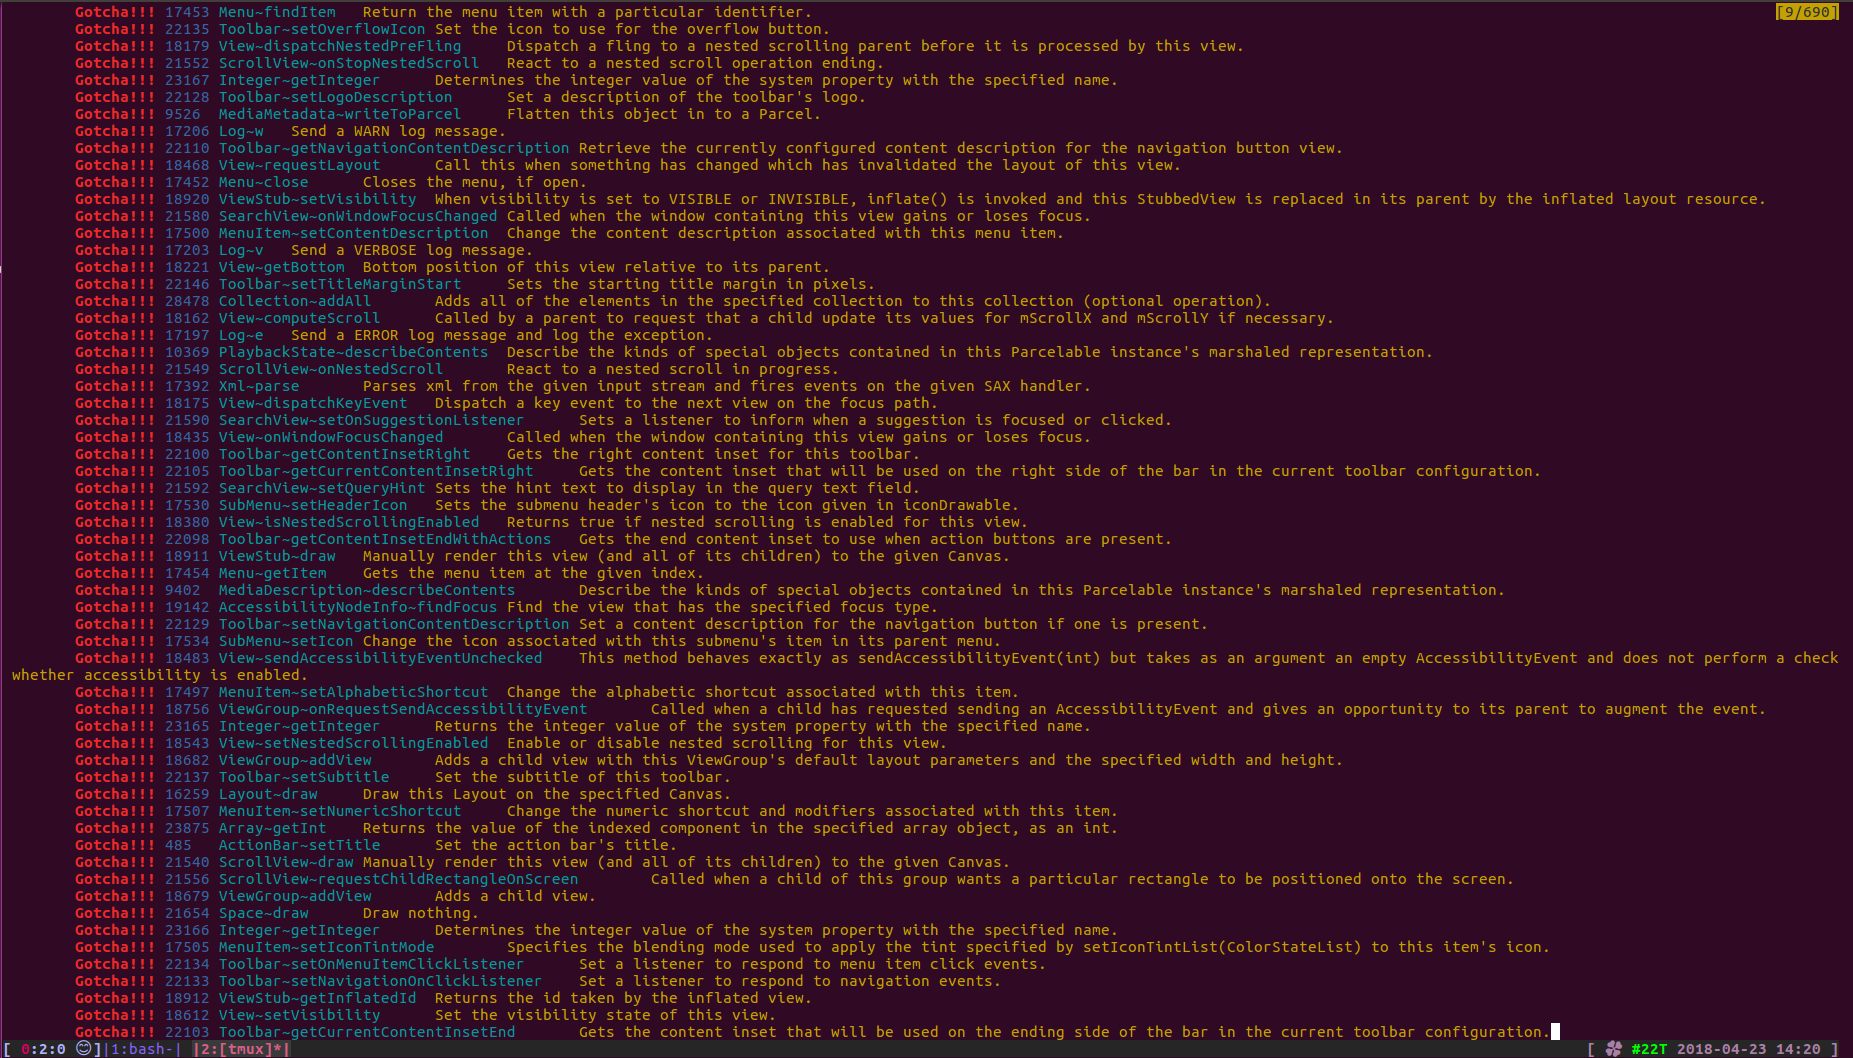 Gotcha!!! 17453 Menu~findItem Return the menu item with a particular identifier. [9/690]
Gotcha!!! 22135 Toolbar~setOverflowIcon Set the icon to use for the overflow button.
Gotcha!!! 18179 View~dispatchNestedPreFling Dispatch a fling to a nested scrolling parent before it is processed by this view.
Gotcha!!! 21552 ScrollView~onStopNestedScroll React to a nested scroll operation ending.
Gotcha!!! 23167 Integer~getInteger Determines the integer value of the system property with the specified name.
Gotcha!!! 22128 Toolbar~setLogoDescription Set a description of the toolbar's logo.
Gotcha!!! 9526 MediaMetadata~writeToParcel Flatten this object in to a Parcel.
Gotcha!!! 17206 Log~w Send a WARN log message.
Gotcha!!! 22110 Toolbar~getNavigationContentDescription Retrieve the currently configured content description for the navigation button view.
Gotcha!!! 18468 View~requestLayout Call this when something has changed which has invalidated the layout of this view.
Gotcha!!! 17452 Menu~close Closes the menu, if open.
Gotcha!!! 18920 ViewStub~setVisibility When visibility is set to VISIBLE or INVISIBLE, inflate() is invoked and this StubbedView is replaced in its parent by the inflated layout resource.
Gotcha!!! 21580 SearchView~onWindowFocusChanged Called when the window containing this view gains or loses focus.
Gotcha!!! 17500 MenuItem~setContentDescription Change the content description associated with this menu item.
Gotcha!!! 17203 Log~v Send a VERBOSE log message.
Gotcha!!! 18221 View~getBottom Bottom position of this view relative to its parent.
Gotcha!!! 22146 Toolbar~setTitleMarginStart Sets the starting title margin in pixels.
Gotcha!!! 28478 Collection~addAll Adds all of the elements in the specified collection to this collection (optional operation).
Gotcha!!! 18162 View~computeScroll Called by a parent to request that a child update its values for mScrollX and mScrollY if necessary.
Gotcha!!! 17197 Log~e Send a ERROR log message and log the exception.
Gotcha!!! 10369 PlaybackState~describeContents Describe the kinds of special objects contained in this Parcelable instance's marshaled representation.
Gotcha!!! 21549 ScrollView~onNestedScroll React to a nested scroll in progress.
Gotcha!!! 17392 Xml~parse Parses xml from the given input stream and fires events on the given SAX handler.
Gotcha!!! 18175 View~dispatchKeyEvent Dispatch a key event to the next view on the focus path.
Gotcha!!! 21590 SearchView~setOnSuggestionListener Sets a listener to inform when a suggestion is focused or clicked.
Gotcha!!! 18435 View~onWindowFocusChanged Called when the window containing this view gains or loses focus.
Gotcha!!! 22100 Toolbar~getContentInsetRight Gets the right content inset for this toolbar.
Gotcha!!! 22105 Toolbar~getCurrentContentInsetRight Gets the content inset that will be used on the right side of the bar in the current toolbar configuration.
Gotcha!!! 21592 SearchView~setQueryHint Sets the hint text to display in the query text field.
Gotcha!!! 17530 SubMenu~setHeaderIcon Sets the submenu header's icon to the icon given in iconDrawable.
Gotcha!!! 18380 View~isNestedScrollingEnabled Returns true if nested scrolling is enabled for this view.
Gotcha!!! 22098 Toolbar~getContentInsetEndWithActions Gets the end content inset to use when action buttons are present.
Gotcha!!! 18911 ViewStub~draw Manually render this view (and all of its children) to the given Canvas.
Gotcha!!! 17454 Menu~getItem Gets the menu item at the given index.
Gotcha!!! 9402 MediaDescription~describeContents Describe the kinds of special objects contained in this Parcelable instance's marshaled representation.
Gotcha!!! 19142 AccessibilityNodeInfo~findFocus Find the view that has the specified focus type.
Gotcha!!! 22129 Toolbar~setNavigationContentDescription Set a content description for the navigation button if one is present.
Gotcha!!! 17534 SubMenu~setIcon Change the icon associated with this submenu's item in its parent menu.
Gotcha!!! 18483 View~sendAccessibilityEventUnchecked This method behaves exactly as sendAccessibilityEvent(int) but takes as an argument an empty AccessibilityEvent and does not perform a check
whether accessibility is enabled.
Gotcha!!! 17497 MenuItem~setAlphabeticShortcut Change the alphabetic shortcut associated with this item.
Gotcha!!! 18756 ViewGroup~onRequestSendAccessibilityEvent Called when a child has requested sending an AccessibilityEvent and gives an opportunity to its parent to augment the event.
Gotcha!!! 23165 Integer~getInteger Returns the integer value of the system property with the specified name.
Gotcha!!! 18543 View~setNestedScrollingEnabled Enable or disable nested scrolling for this view.
Gotcha!!! 18682 ViewGroup~addView Adds a child view with this ViewGroup's default layout parameters and the specified width and height.
Gotcha!!! 22137 Toolbar~setSubtitle Set the subtitle of this toolbar.
Gotcha!!! 16259 Layout~draw Draw this Layout on the specified Canvas.
Gotcha!!! 17507 MenuItem~setNumericShortcut Change the numeric shortcut and modifiers associated with this item.
Gotcha!!! 23875 Array~getInt Returns the value of the indexed component in the specified array object, as an int.
Gotcha!!! 485 ActionBar~setTitle Set the action bar's title.
Gotcha!!! 21540 ScrollView~draw Manually render this view (and all of its children) to the given Canvas.
Gotcha!!! 21556 ScrollView~requestChildRectangleOnScreen Called when a child of this group wants a particular rectangle to be positioned onto the screen.
Gotcha!!! 18679 ViewGroup~addView Adds a child view.
Gotcha!!! 21654 Space~draw Draw nothing.
Gotcha!!! 23166 Integer~getInteger Determines the integer value of the system property with the specified name.
Gotcha!!! 17505 MenuItem~setIconTintMode Specifies the blending mode used to apply the tint specified by setIconTintList(ColorStateList) to this item's icon.
Gotcha!!! 22134 Toolbar~setOnMenuItemClickListener Set a listener to respond to menu item click events.
Gotcha!!! 22133 Toolbar~setNavigationOnClickListener Set a listener to respond to navigation events.
Gotcha!!! 18912 ViewStub~getInflatedId Returns the id taken by the inflated view.
Gotcha!!! 18612 View~setVisibility Set the visibility state of this view.
Gotcha!!! 22103 Toolbar~getCurrentContentInsetEnd Gets the content inset that will be used on the ending side of the bar in the current toolbar configuration.
[ 0:2:0 😊]|1:bash-| |2:[tmux]*| [ ☘ #22T 2018-04-23 14:20 ]